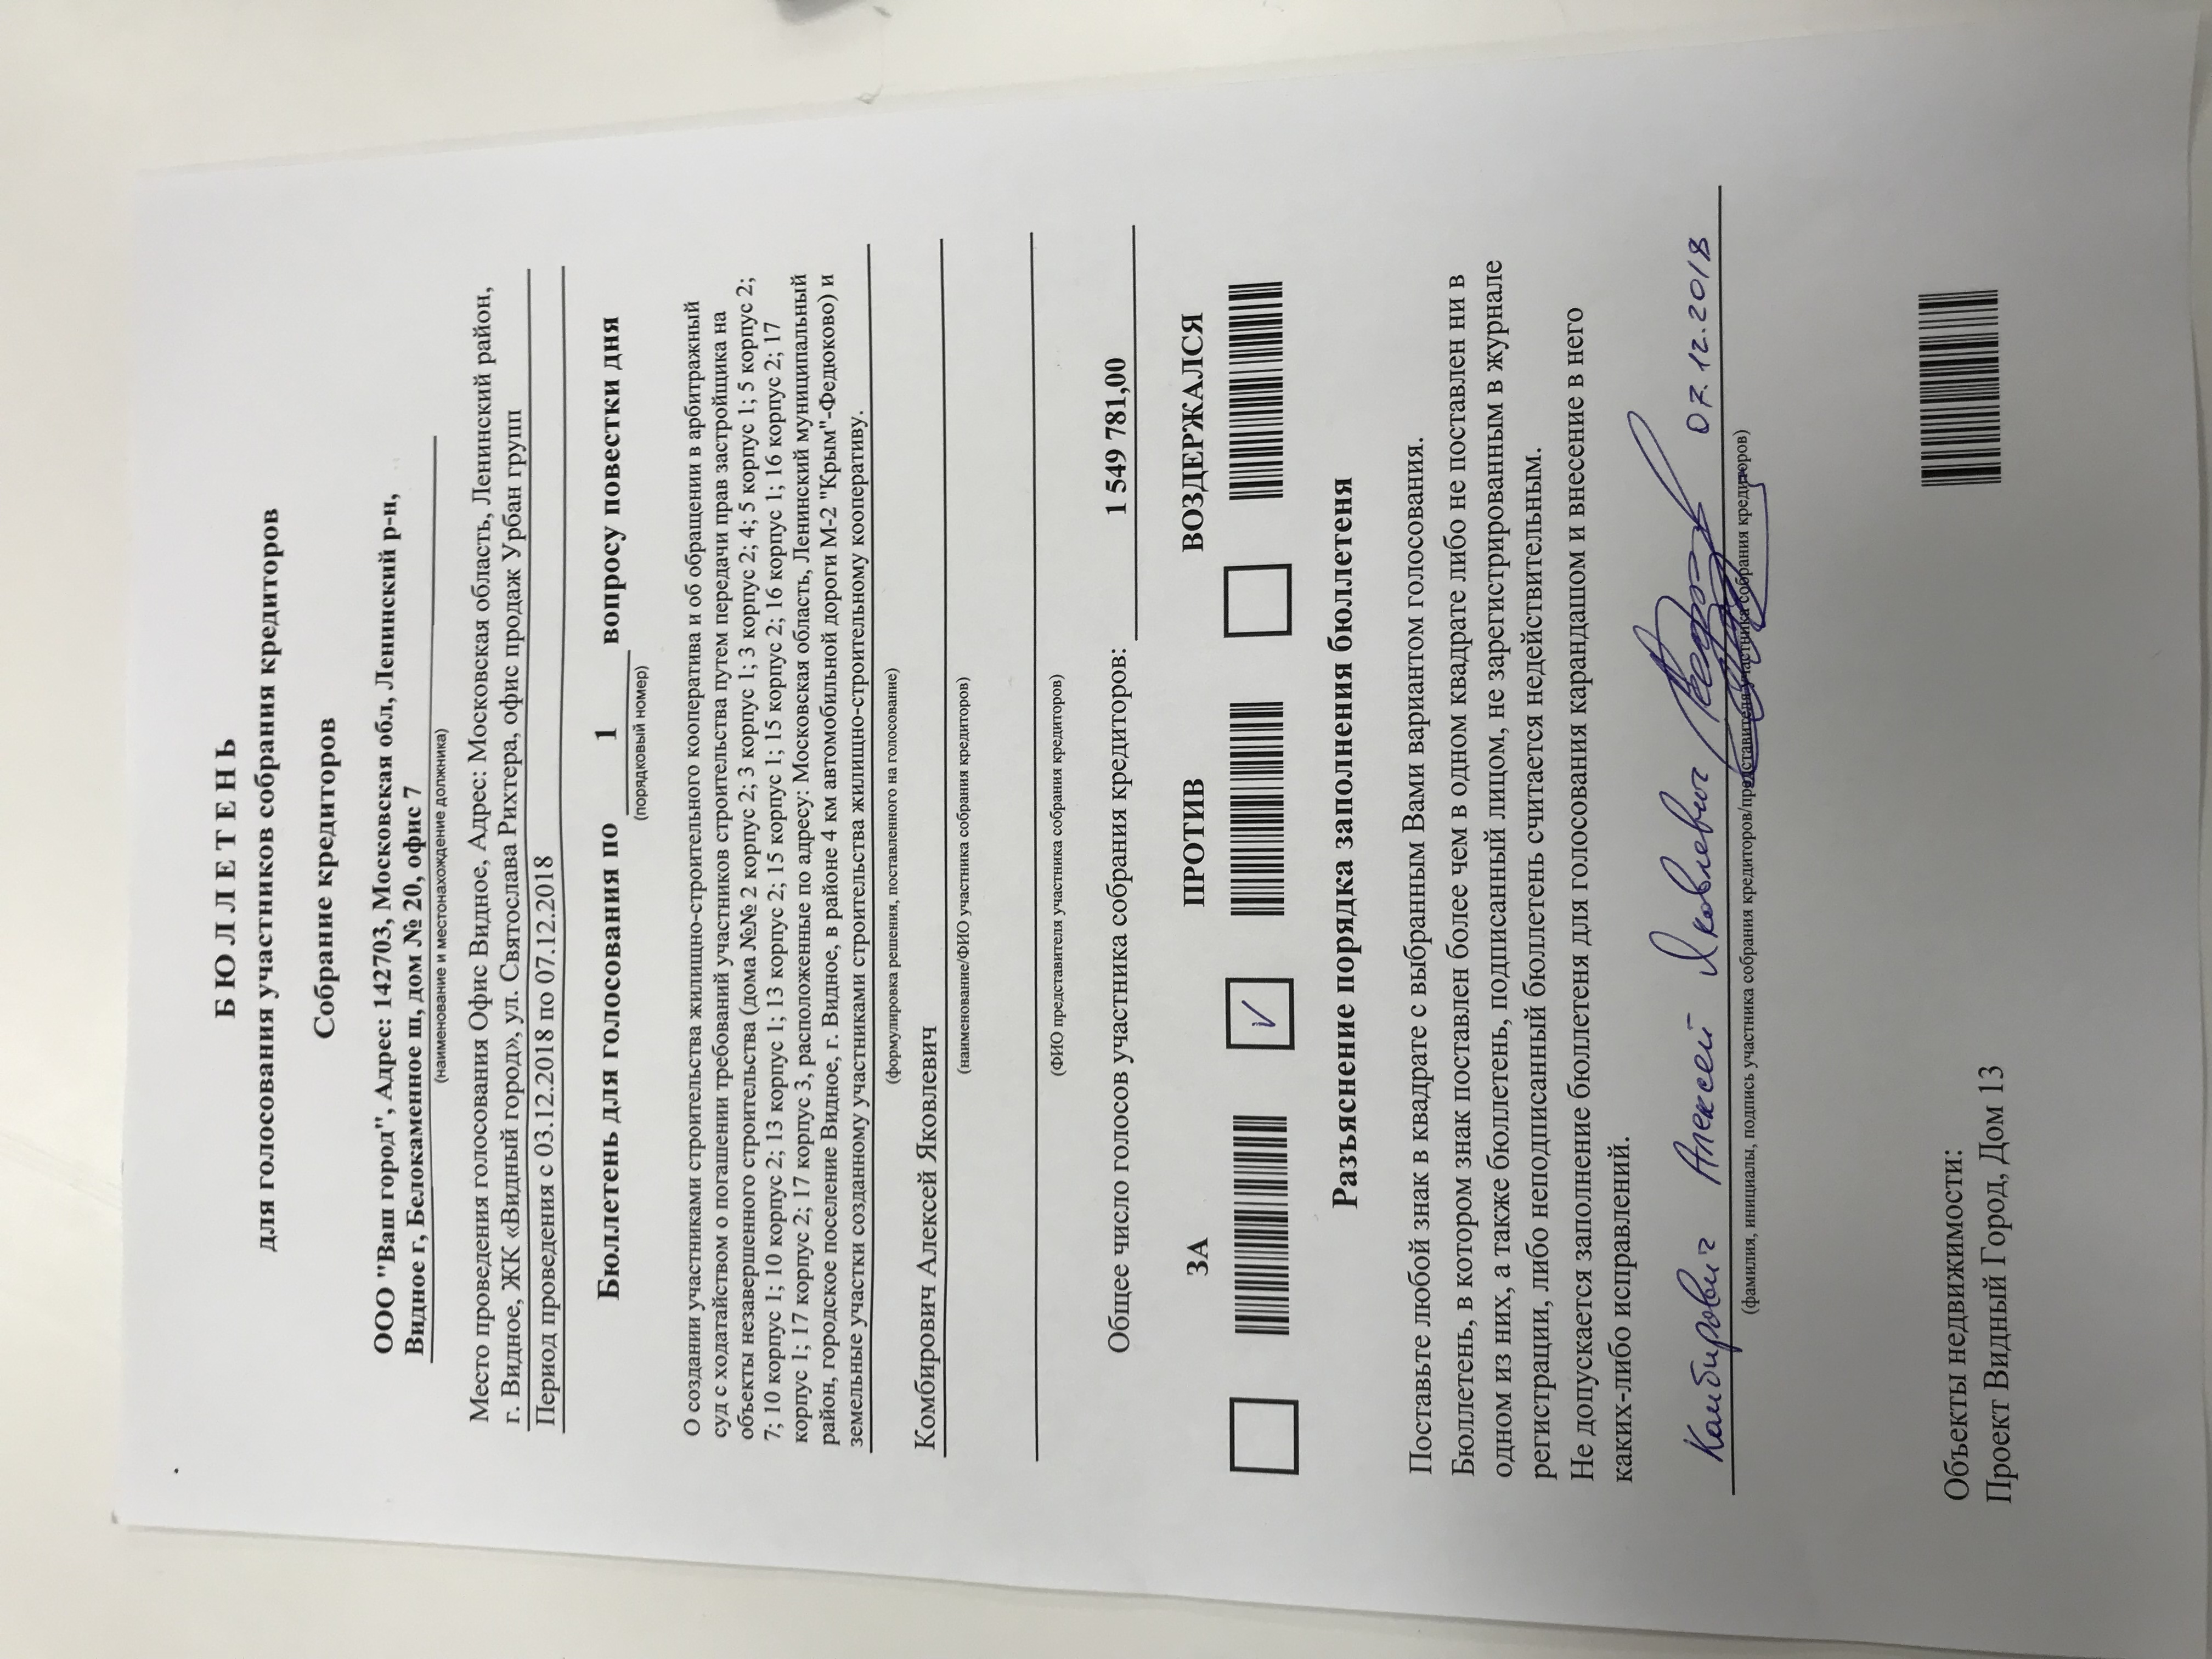 БЮЛЛЕТЕНЬ
для голосования участников собрания кредиторов
Собрание кредиторов
ООО "Ваш город", Адрес: 142703, Московская обл, Ленинский р-н,
Видное г, Белокаменное ш, дом № 20, офис 7
(наименование и местонахождение должника)
Место проведения голосования Офис Видное, Адрес: Московская область, Ленинский район,
г. Видное, ЖК «Видный город», ул. Святослава Рихтера, офис продаж Урбан групп
Период проведения с 03.12.2018 по 07.12.2018
Бюллетень для голосования по 1 вопросу повестки дня
(порядковый номер)
О создании участниками строительства жилищно-строительного кооператива и об обращении в арбитражный
суд с ходатайством о погашении требований участников строительства путем передачи прав застройщика на
объекты незавершенного строительства (дома №№ 2 корпус 2; 3 корпус 1; 3 корпус 2; 4; 5 корпус 1; 5 корпус 2;
7; 10 корпус 1; 10 корпус 2; 13 корпус 1; 13 корпус 2; 15 корпус 1; 15 корпус 2; 16 корпус 1; 16 корпус 2; 17
корпус 1; 17 корпус 2; 17 корпус 3, расположенные по адресу: Московская область, Ленинский муниципальный
район, городское поселение Видное, г. Видное, в районе 4 км автомобильной дороги М-2 "Крым"-Федюково) и
земельные участки созданному участниками строительства жилищно-строительному кооперативу.
(формулировка решения, поставленного на голосование)
Комбирович Алексей Яковлевич
(наименование/ФИО участника собрания кредиторов)
(ФИО представителя участника собрания кредиторов)
Общее число голосов участника собрания кредиторов: 1 549 781,00
ЗА ПРОТИВ ВОЗДЕРЖАЛСЯ
Разъяснение порядка заполнения бюллетеня
Поставьте любой знак в квадрате с выбранным Вами вариантом голосования.
Бюллетень, в котором знак поставлен более чем в одном квадрате либо не поставлен ни в
одном из них, а также бюллетень, подписанный лицом, не зарегистрированным в журнале
регистрации, либо неподписанный бюллетень считается недействительным.
Не допускается заполнение бюллетеня для голосования карандашом и внесение в него
каких-либо исправлений.
Комбирович Алексей Яковлевич 07.12.2018
(фамилия, инициалы, подпись участника собрания кредиторов/представителя участника собрания кредиторов)
Объекты недвижимости:
Проект Видный Город, Дом 13